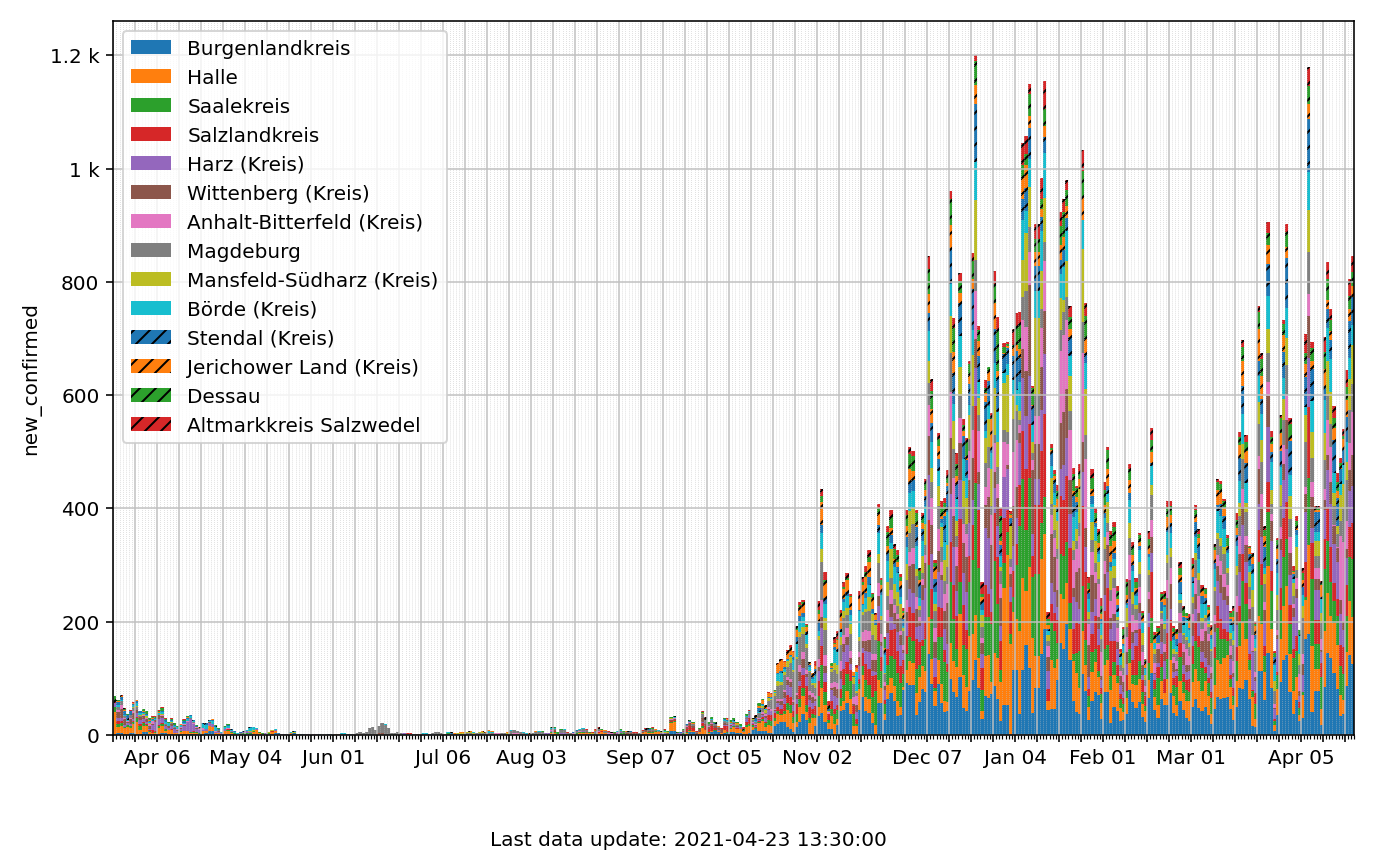 1.2 k
1 k
800
600
400
200
0
new_confirmed
Burgenlandkreis
Halle
Saalekreis
Salzlandkreis
Harz (Kreis)
Wittenberg (Kreis)
Anhalt-Bitterfeld (Kreis)
Magdeburg
Mansfeld-Südharz (Kreis)
Börde (Kreis)
Stendal (Kreis)
Jerichower Land (Kreis)
Dessau
Altmarkkreis Salzwedel
Apr 06 May 04 Jun 01 Jul 06 Aug 03 Sep 07 Oct 05 Nov 02 Dec 07 Jan 04 Feb 01 Mar 01 Apr 05
Last data update: 2021-04-23 13:30:00